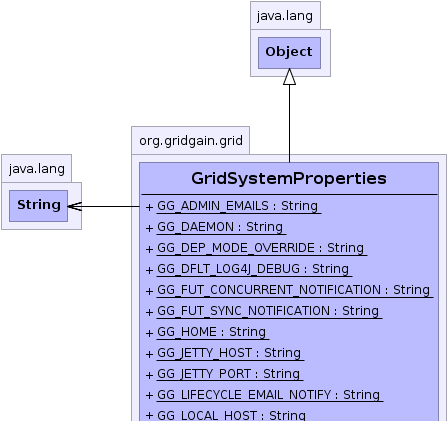 java.lang
Object
org.gridgain.grid
java.lang
String
GridSystemProperties
+ GG_ADMIN_EMAILS : String
+ GG_DAEMON : String
+ GG_DEP_MODE_OVERRIDE : String
+ GG_DFLT_LOG4J_DEBUG : String
+ GG_FUT_CONCURRENT_NOTIFICATION : String
+ GG_FUT_SYNC_NOTIFICATION : String
+ GG_HOME : String
+ GG_JETTY_HOST : String
+ GG_JETTY_PORT : String
+ GG_LIFECYCLE_EMAIL_NOTIFY : String
+ GG_LOCAL_HOST : String